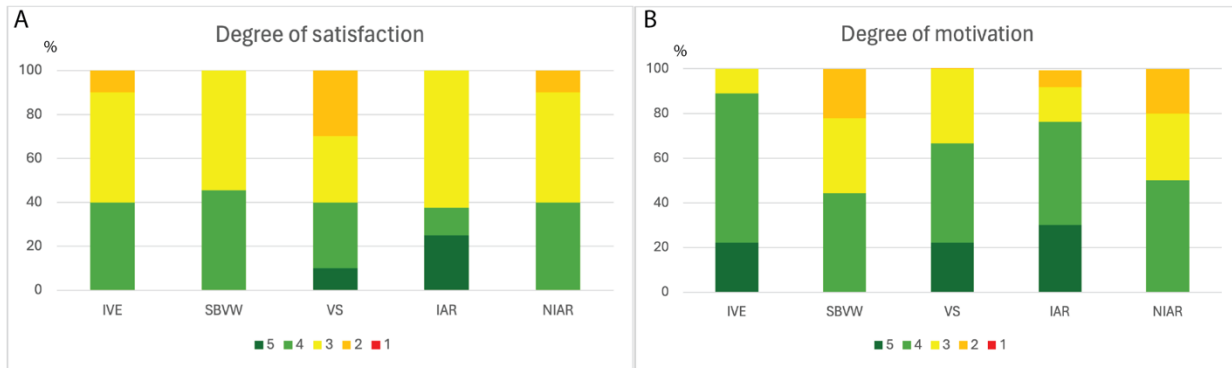 A
Degree of satisfaction
%
100
80
60
40
20
0
IVE SBVW VS IAR NIAR
5 4 3 2 1
B
Degree of motivation
%
100
80
60
40
20
0
IVE SBVW VS IAR NIAR
5 4 3 2 1